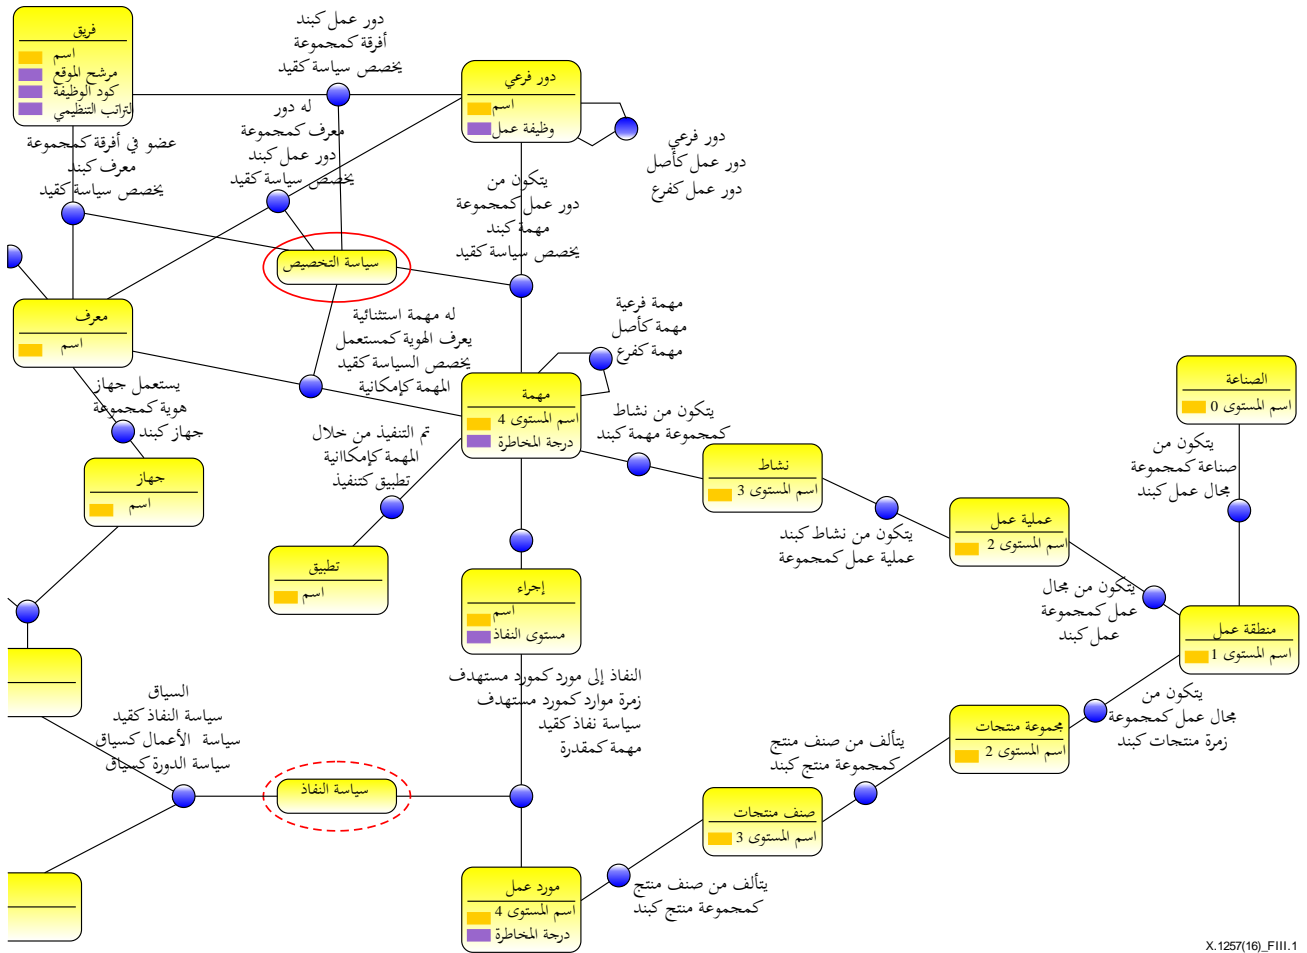 فريق
اسم
مرشح الموقع
كود الوظيفة
التراتب التنظيمي
دور عمل كبند
أفرقة كمجموعة
يخصص سياسة كقيد
دور فرعي
اسم
وظيفة عمل
دور فرعي
دور عمل كأصل
دور عمل كفرع
له دور
معرف كمجموعة
دور عمل كبند
يخصص سياسة كقيد
عضو في أفرقة كمجموعة
معرف كبند
يخصص سياسة كقيد
يتكون من
دور عمل كمجموعة
مهمة كبند
يخصص سياسة كقيد
سياسة التخصيص
معرف
اسم
له مهمة استثنائية
يعرف الهوية كمستعمل
يخصص السياسة كقيد
المهمة كإمكانية
مهمة فرعية
مهمة كأصل
مهمة كفرع
مهمة
اسم المستوى 4
درجة المخاطرة
الصناعة
اسم المستوى 0
يستعمل جهاز
هوية كمجموعة
جهاز كبند
يتكون من نشاط
كمجموعة مهمة كبند
تم التنفيذ من خلال
المهمة كإمكاانية
تطبيق كتنفيذ
يتكون من
صناعة كمجموعة
مجال عمل كبند
جهاز
اسم
نشاط
اسم المستوى 3
عملية عمل
اسم المستوى 2
يتكون من نشاط كبند
عملية عمل كمجموعة
تطبيق
اسم
إجراء
اسم
مستوى النفاذ
يتكون من مجال
عمل كمجموعة
عمل كبند
منطقة عمل
اسم المستوى 1
النفاذ إلى مورد كمورد مستهدف
زمرة موارد كمورد مستهدف
سياسة نفاذ كقيد
مهمة كمقدرة
السياق
سياسة النفاذ كقيد
سياسة الأعمال كسياق
سياسة الدورة كسياق
يتكون من
مجال عمل كمجموعة
زمرة منتجات كبند
مجموعة منتجات
اسم المستوى 2
يتألف من صنف منتج
كمجموعة منتج كبند
سياسة النفاذ
صنف منتجات
اسم المستوى 3
يتألف من صنف منتج
كمجموعة منتج كبند
مورد عمل
اسم المستوى 4
درجة المخاطرة
X.1257(16)_FIII.1